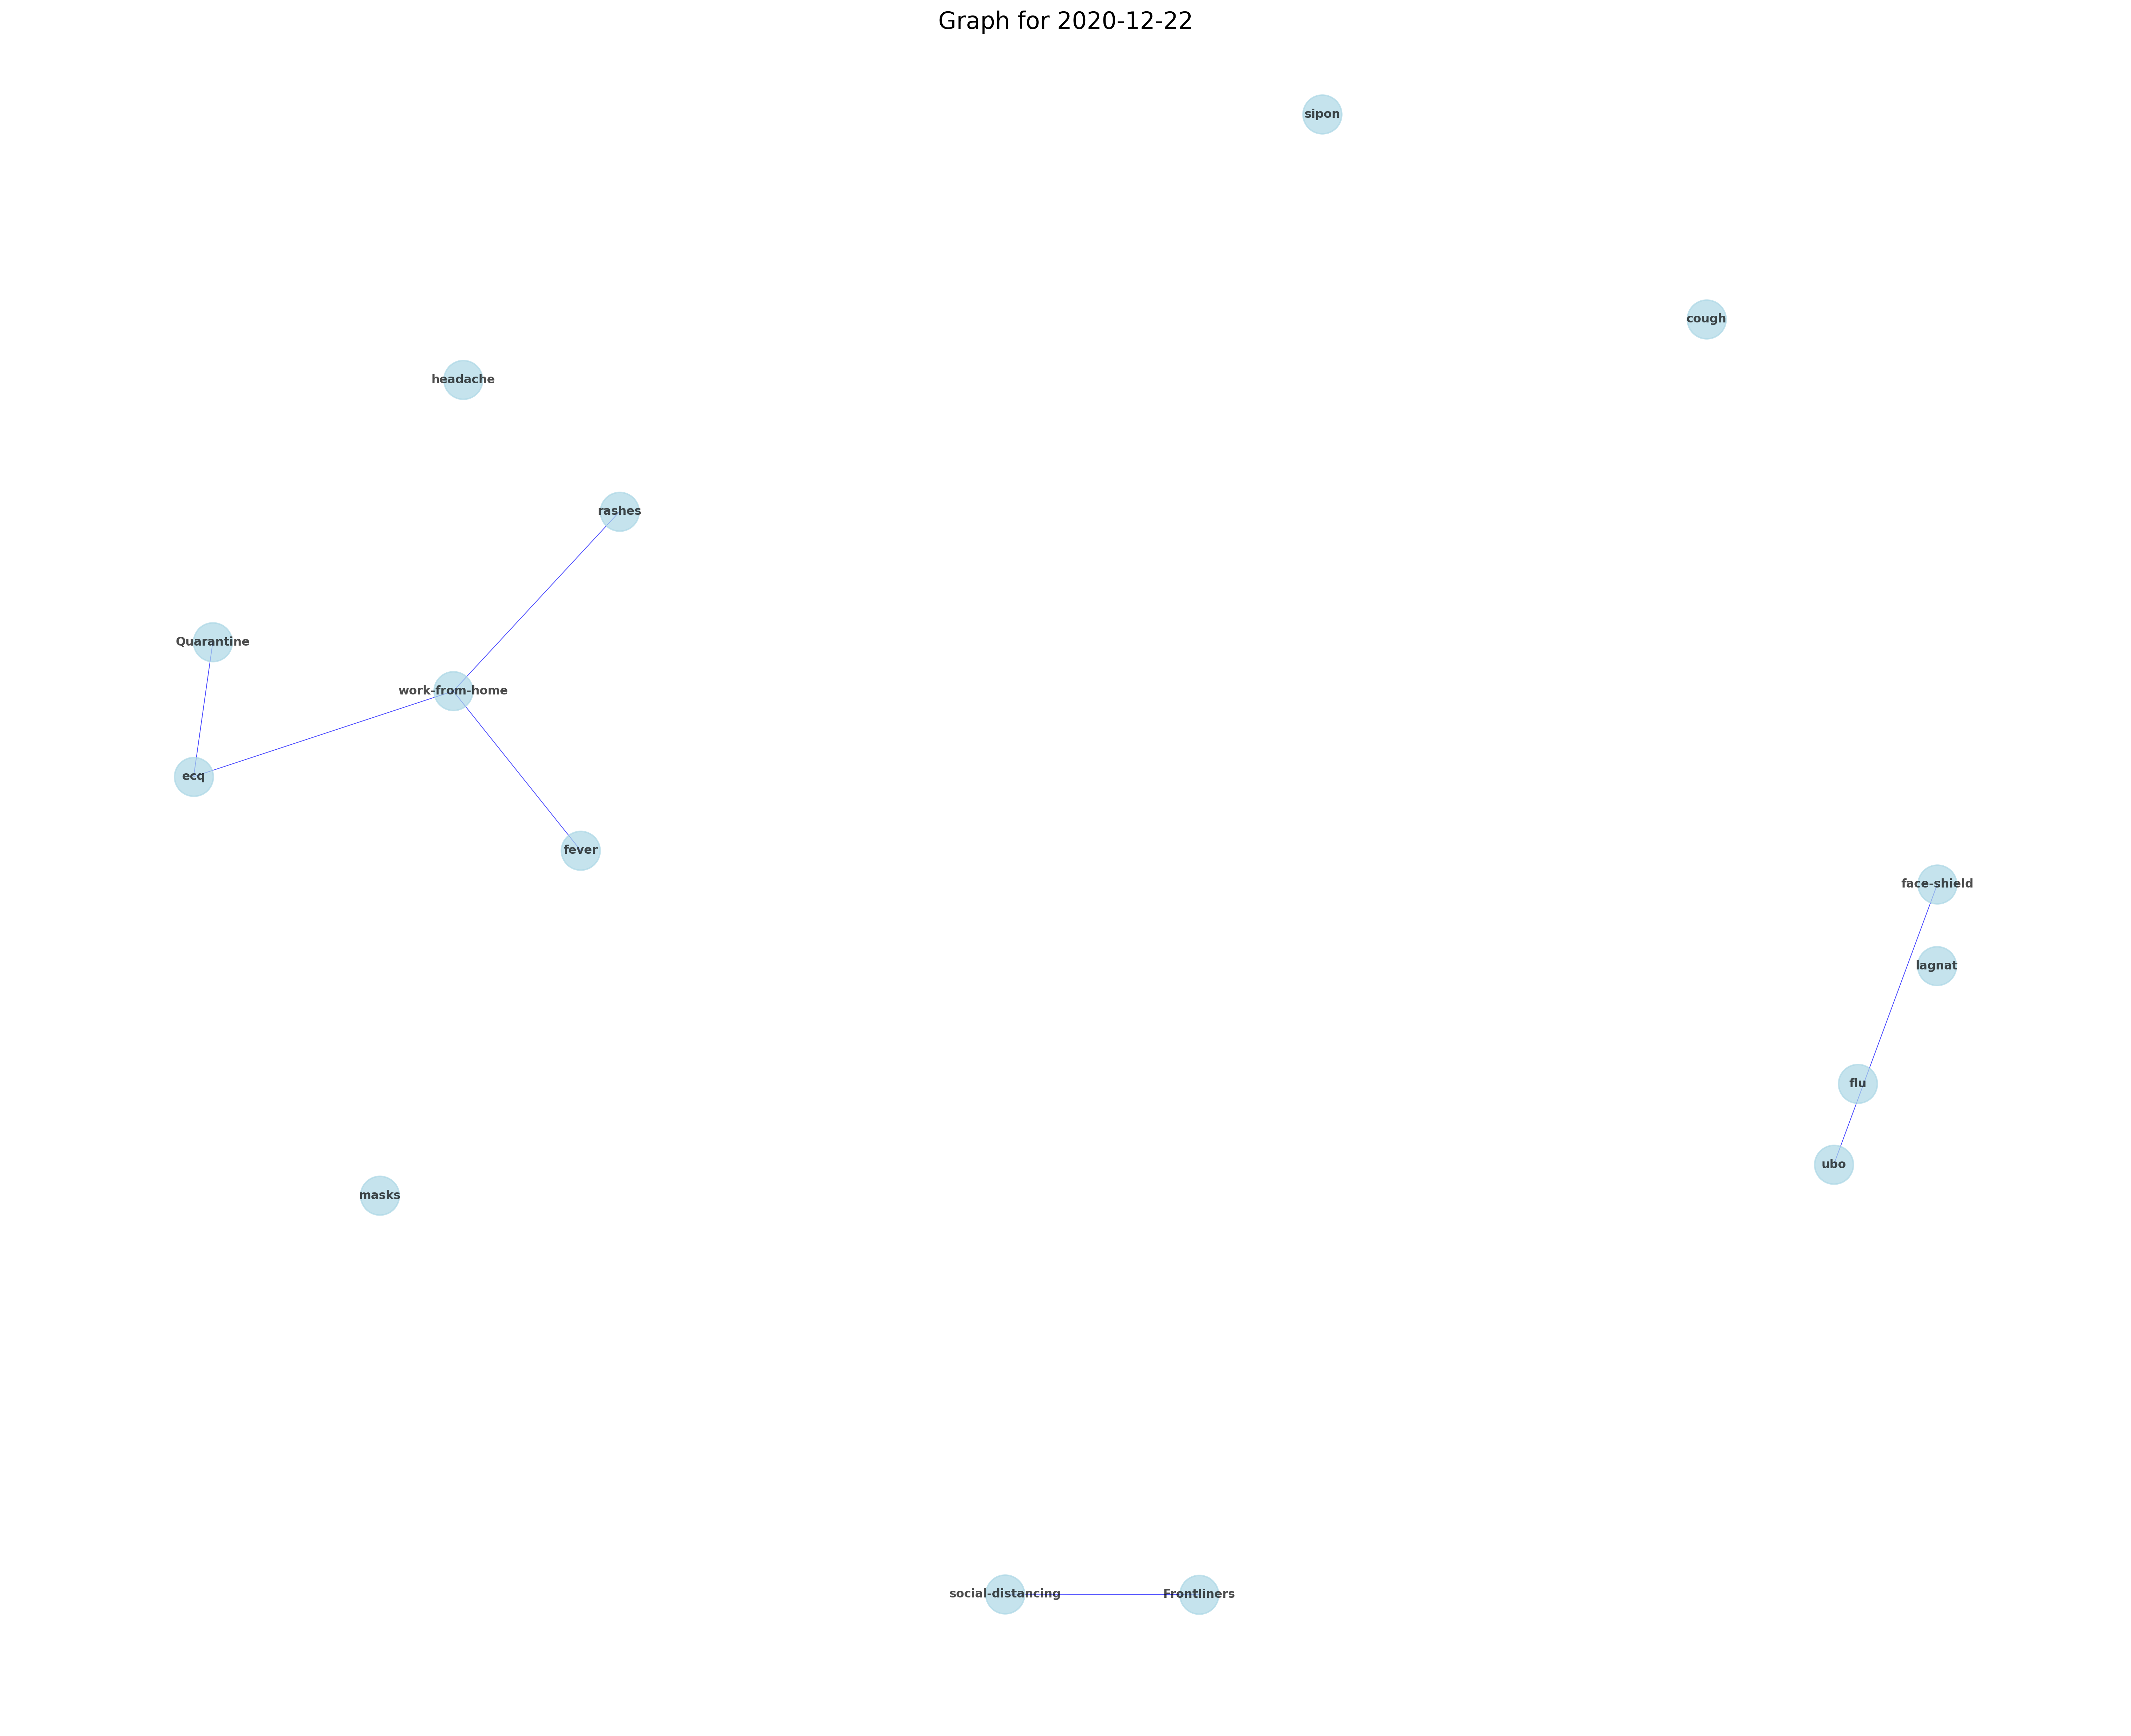 Graph for 2020-12-22
sipon
cough
headache
rashes
Quarantine
work-from-home
ecq
fever
face-shield
lagnat
flu
ubo
masks
social-distancing
Frontliners